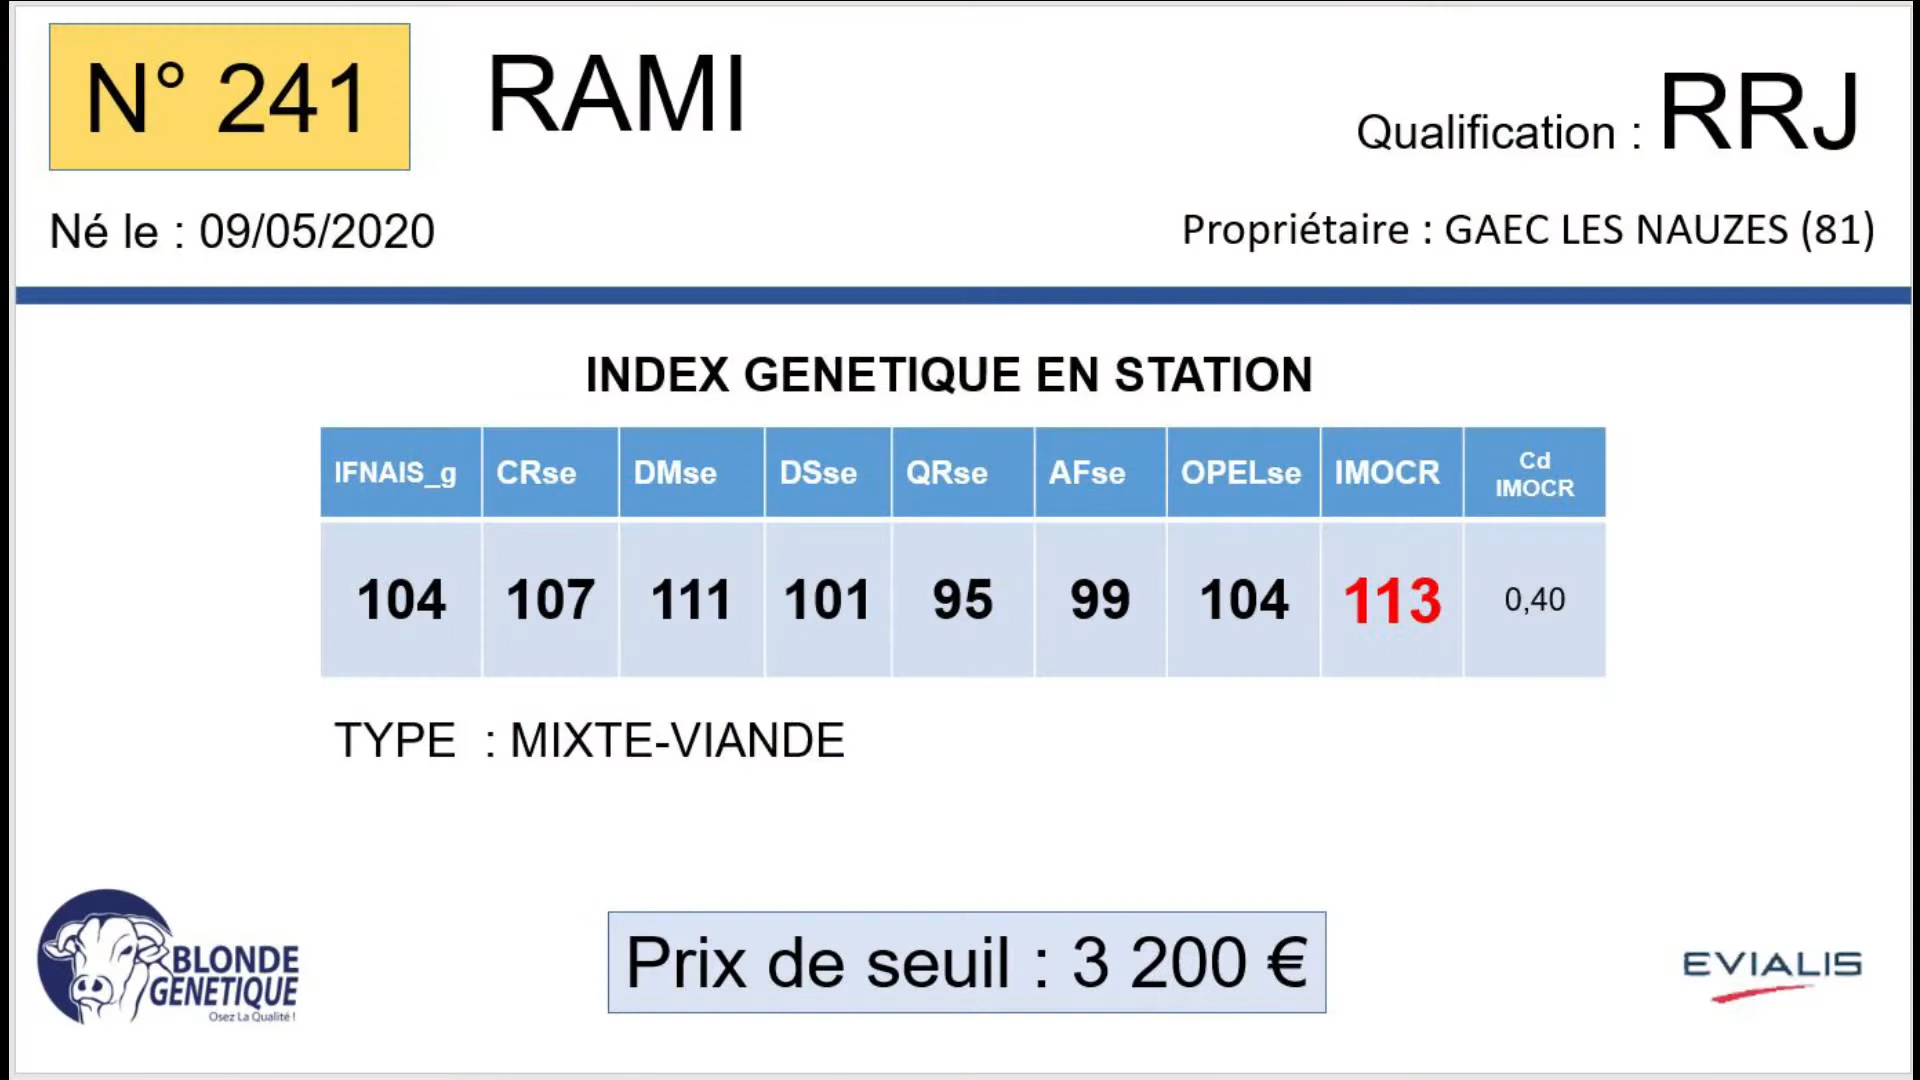 N° 241
RAMI
Qualification : RRJ
Né le : 09/05/2020
Propriétaire : GAEC LES NAUZES (81)
INDEX GENETIQUE EN STATION
IFNAIS_g CRse DMse DSse QRse AFse OPELse IMOCR Cd IMOCR
104 107 111 101 95 99 104 113 0,40
TYPE : MIXTE-VIANDE
BLONDE
GENETIQUE
Osez La Qualité !
Prix de seuil : 3 200 €
EVIALIS